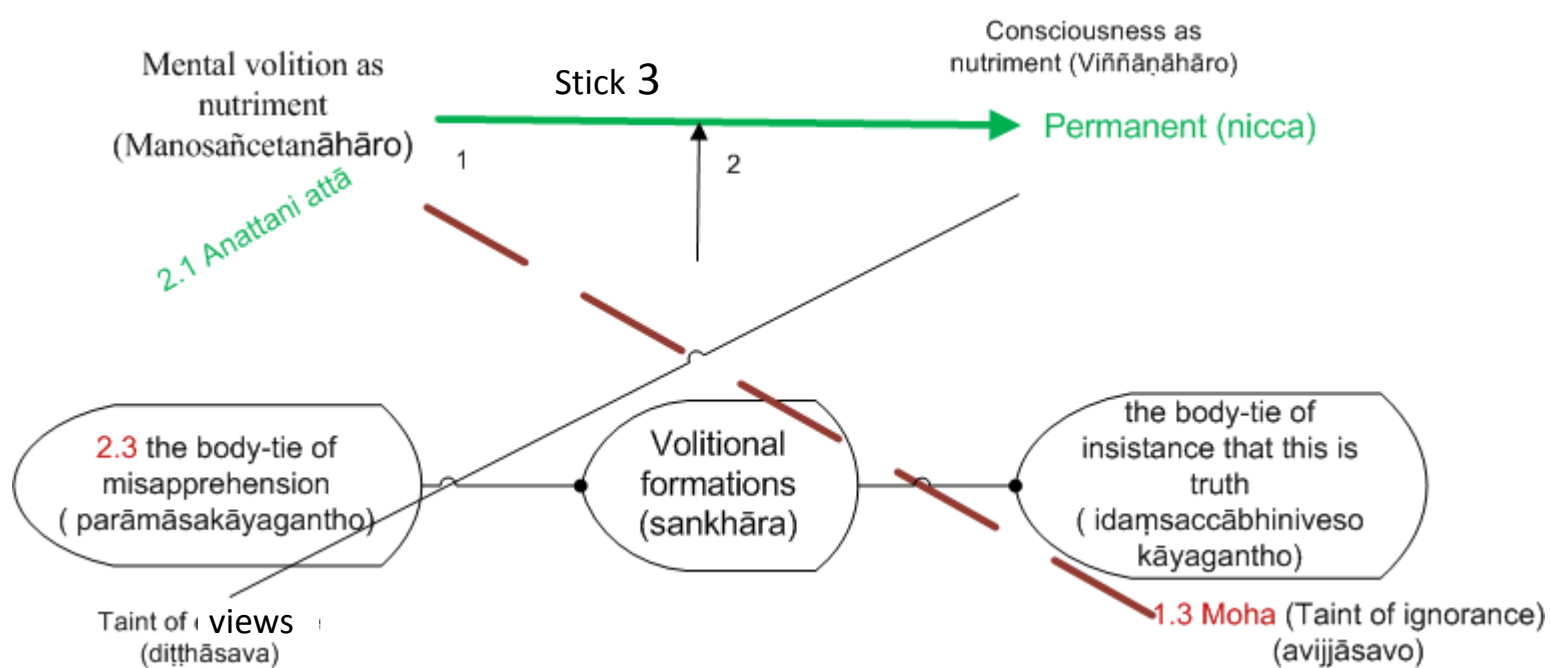 Mental volition as
nutriment
(Manosañcetanāhāro)
Stick 3
Consciousness as
nutriment (Viññāṇāhāro)
Permanent (nicca)
1
2
2.1 Anattani attā
2.3 the body-tie of
misapprehension
( parāmāsakāyagantho)
Volitional
formations
(sankhāra)
the body-tie of
insistance that this is
truth
( idaṃsaccābhiniveso
kāyagantho)
Taint of views
(diṭṭhāsava)
1.3 Moha (Taint of ignorance)
(avijjāsavo)